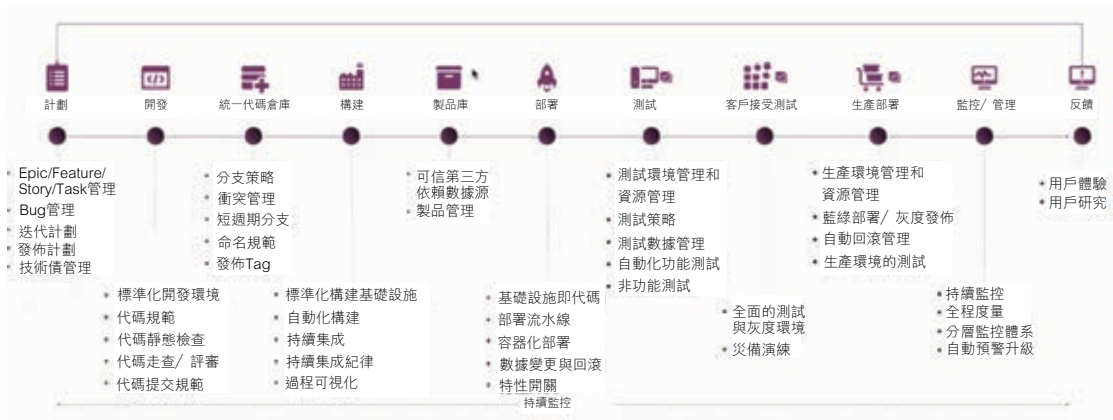 計劃
開發
統一代碼倉庫
構建
製品庫
部署
測試
客戶接受測試
生產部署
監控/ 管理
反饋
• Epic/Feature/
Story/Task管理
• Bug管理
• 迭代計劃
• 發佈計劃
• 技術債管理
• 標準化開發環境
• 代碼規範
• 代碼靜態檢查
• 代碼走查/ 評審
• 代碼提交規範
• 分支策略
• 衝突管理
• 短週期分支
• 命名規範
• 發佈Tag
• 標準化構建基礎設施
• 自動化構建
• 持續集成
• 持續集成紀律
• 過程可視化
• 可信第三方
依賴數據源
• 製品管理
• 基礎設施即代碼
• 部署流水線
• 容器化部署
• 數據變更與回滾
• 特性開關
• 測試環境管理和
資源管理
• 測試策略
• 測試數據管理
• 自動化功能測試
• 非功能測試
• 全面的測試
與灰度環境
• 災備演練
• 生產環境管理和
資源管理
• 藍綠部署/ 灰度發佈
• 自動回滾管理
• 生產環境的測試
• 持續監控
• 全程度量
• 分層監控體系
• 自動預警升級
• 用戶體驗
• 用戶研究
持續監控